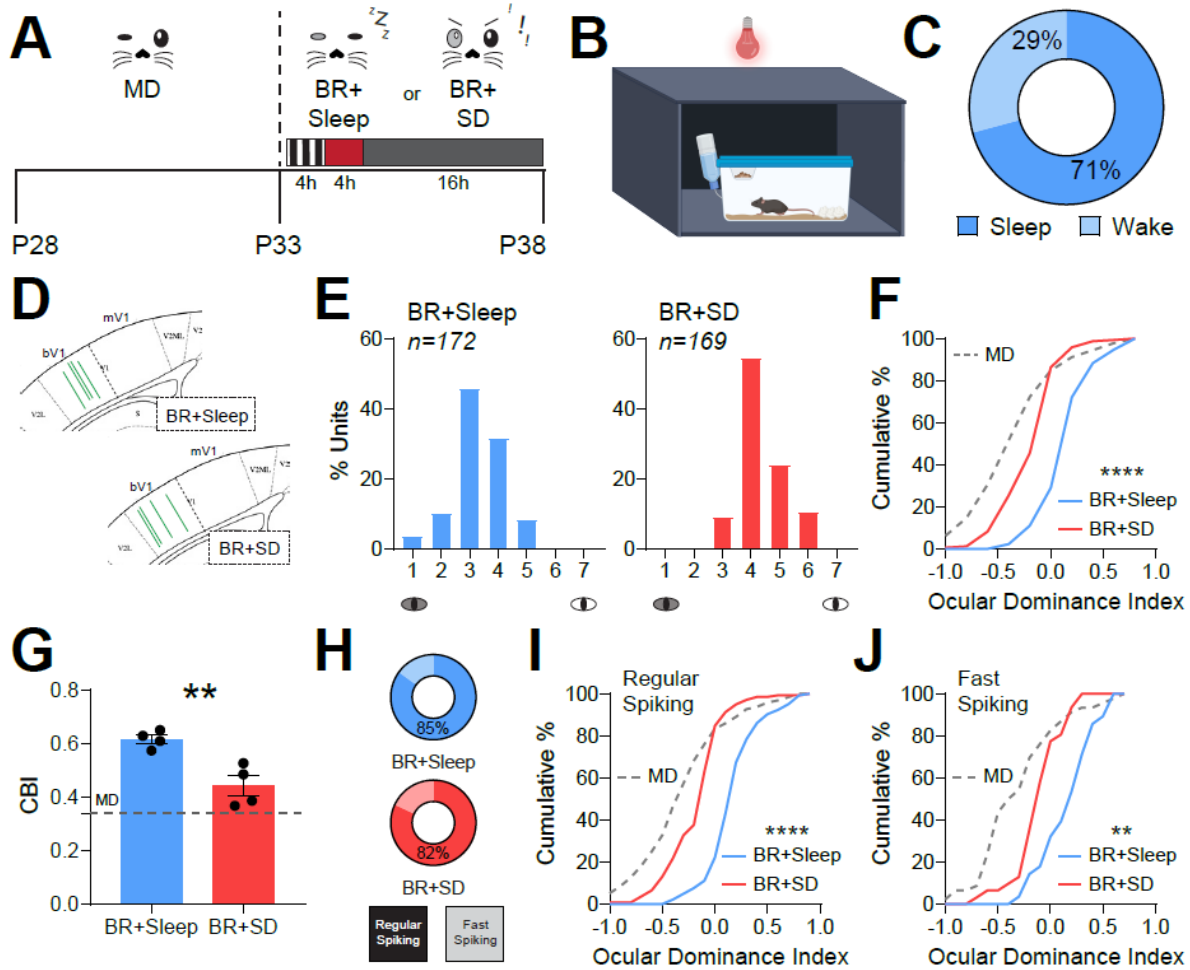 A
MD
BR+
Sleep
or
BR+
SD
z
Z
z
!
!
!
4h
4h
16h
P28
P33
P38
B
C
29%
71%
Sleep
Wake
D
mV1
bV1
V2ML
V2
V1
V2L
S
BR+Sleep
mV1
bV1
V2ML
V2
V1
V2L
BR+SD
E
BR+Sleep
n=172
% Units
60
40
20
0
1 2 3 4 5 6 7
BR+SD
n=169
60
40
20
0
1 2 3 4 5 6 7
F
Cumulative %
100
80
60
40
20
0
MD
****
BR+Sleep
BR+SD
-1.0 -0.5 0.0 0.5 1.0
Ocular Dominance Index
G
CBI
0.8
0.6
0.4
0.2
0.0
**
MD
BR+Sleep BR+SD
H
85%
BR+Sleep
82%
BR+SD
Regular
Spiking
Fast
Spiking
I
Regular
Spiking
Cumulative %
100
80
60
40
20
0
MD
****
BR+Sleep
BR+SD
-1.0 -0.5 0.0 0.5 1.0
Ocular Dominance Index
J
Fast
Spiking
Cumulative %
100
80
60
40
20
0
MD
**
BR+Sleep
BR+SD
-1.0 -0.5 0.0 0.5 1.0
Ocular Dominance Index